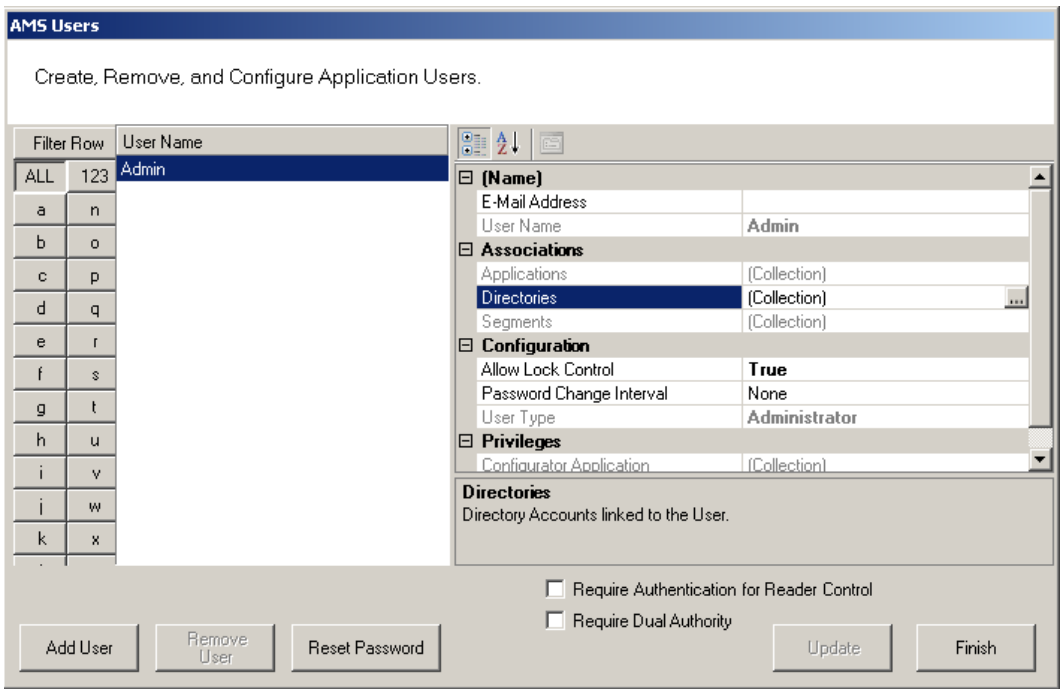 AMS Users
Create, Remove, and Configure Application Users.
Filter Row User Name
ALL 123 Admin
a n
b o
c p
d q
e r
f s
g t
h u
i v
j w
k x
(Name)
E-Mail Address
User Name Admin
Associations
Applications (Collection)
Directories (Collection) ...
Segments (Collection)
Configuration
Allow Lock Control True
Password Change Interval None
User Type Administrator
Privileges
Configurator Application (Collection)
Directories
Directory Accounts linked to the User.
Require Authentication for Reader Control
Require Dual Authority
Add User Remove User Reset Password Update Finish